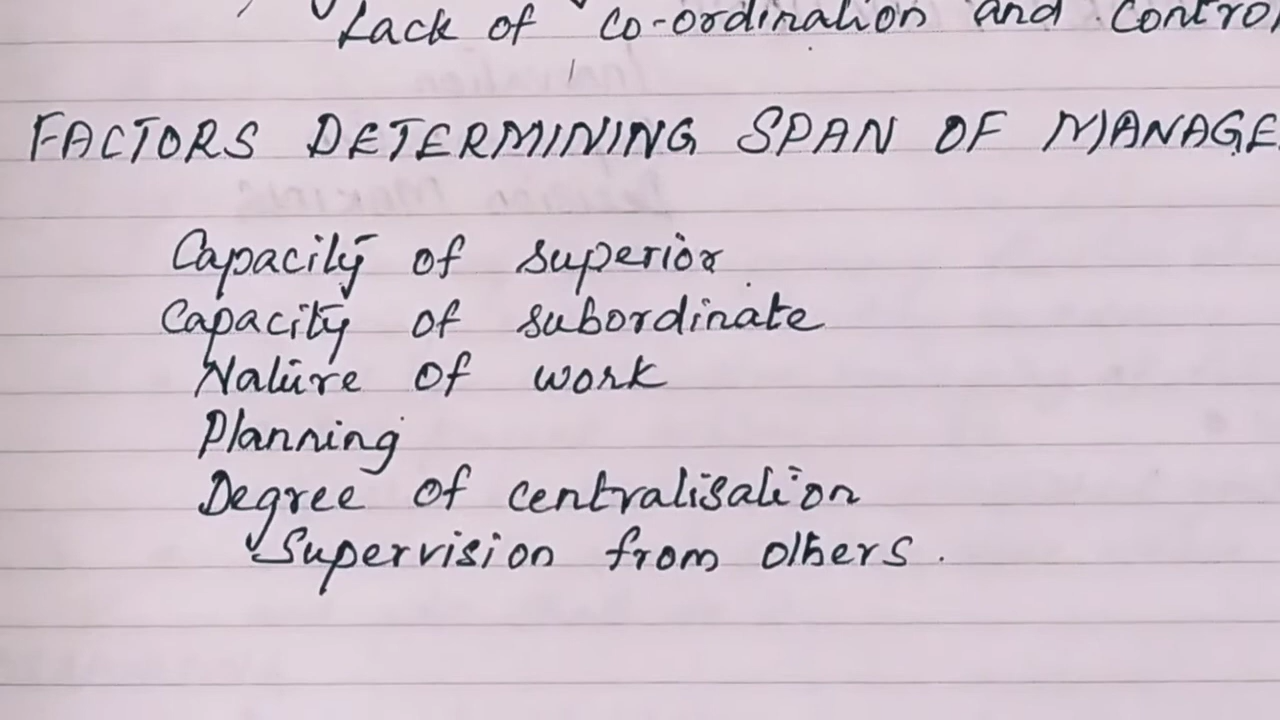 Lack of co-ordination and Control
FACTORS DETERMINING SPAN OF MANAGE
Capacity of superior
Capacity of subordinate
Nature of work
Planning
Degree of centralisation
Supervision from others.